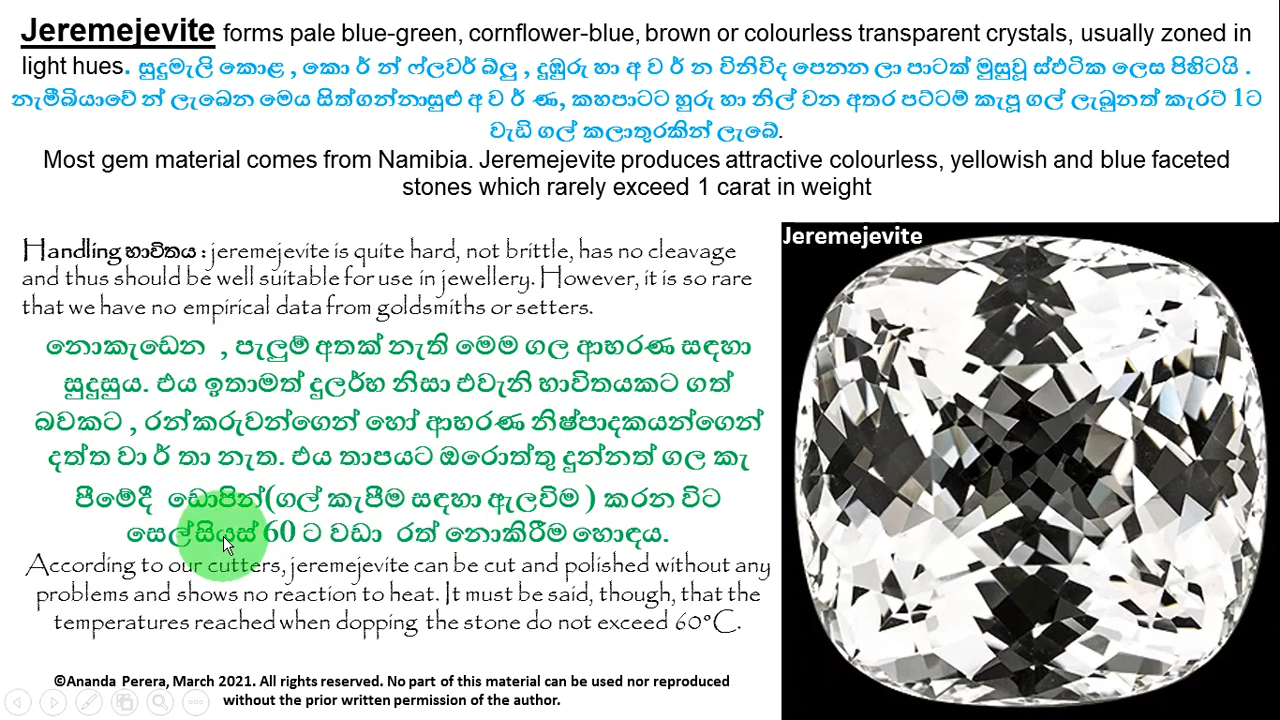 Jeremejevite forms pale blue-green, cornflower-blue, brown or colourless transparent crystals, usually zoned in
light hues. සුදුමැලි කොළ , කො ර් න් ෆ්ලවර් බ්ලු , දුඹුරු හා අ ව ර් න විනිවිද පෙනන ලා පාටක් මුසුවූ ස්ඵටික ලෙස පිහිටයි .
නැමීබියාවේ න් ලැබෙන මෙය සිත්ගන්නාසුළු අ ව ර් ණ, කහපාටට හුරු හා නිල් වන අතර පට්ටම් කැපූ ගල් ලැබුනත් කැරට් 1ට
වැඩි ගල් කලාතුරකින් ලැබේ.
Most gem material comes from Namibia. Jeremejevite produces attractive colourless, yellowish and blue faceted
stones which rarely exceed 1 carat in weight
Handling භාවිතය : jeremejevite is quite hard, not brittle, has no cleavage
and thus should be well suitable for use in jewellery. However, it is so rare
that we have no empirical data from goldsmiths or setters.
නොකැඩෙන , පැලුම් අතක් නැති මෙම ගල ආභරණ සඳහා
සුදුසුය. එය ඉතාමත් දුලර්භ නිසා එවැනි භාවිතයකට ගත්
බවකට , රන්කරුවන්ගෙන් හෝ ආභරණ නිෂ්පාදකයන්ගෙන්
දත්ත වා ර් තා නැත. එය තාපයට ඔරොත්තු දුන්නත් ගල කැ
පීමේදී ඩොපින්(ගල් කැපීම සඳහා ඇලවීම ) කරන විට
සෙල්සියස් 60 ට වඩා රත් නොකිරීම හොඳය.
According to our cutters, jeremejevite can be cut and polished without any
problems and shows no reaction to heat. It must be said, though, that the
temperatures reached when dopping the stone do not exceed 60°C.
©Ananda Perera, March 2021. All rights reserved. No part of this material can be used nor reproduced
without the prior written permission of the author.
Jeremejevite